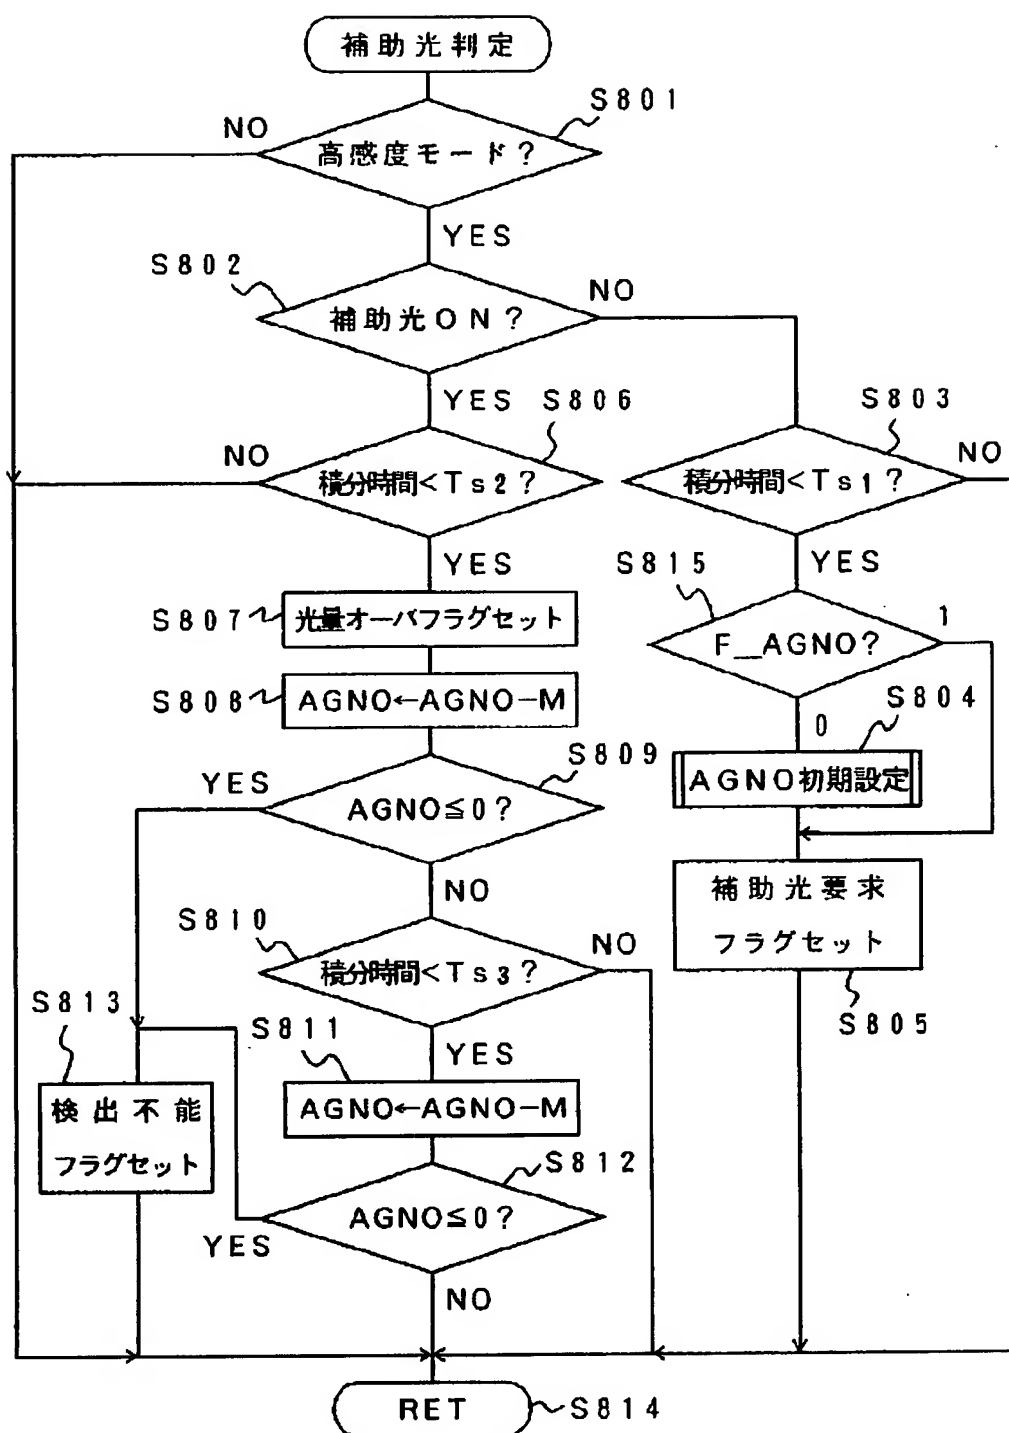 補助光判定
S801
NO
高感度モード?
YES
S802
NO
補助光ON?
YES
S806
S803
NO
積分時間<Ts2?
積分時間<Ts1?
NO
YES
YES
S815
S807
光量オーバフラグセット
F__AGNO?
1
S808
AGNO←AGNO−M
0
S804
YES
S809
AGNO≦0?
AGNO初期設定
NO
補助光要求
フラグセット
S810
NO
積分時間<Ts3?
S805
S813
S811
YES
検出不能
フラグセット
AGNO←AGNO−M
S812
AGNO≦0?
YES
NO
RET
S814